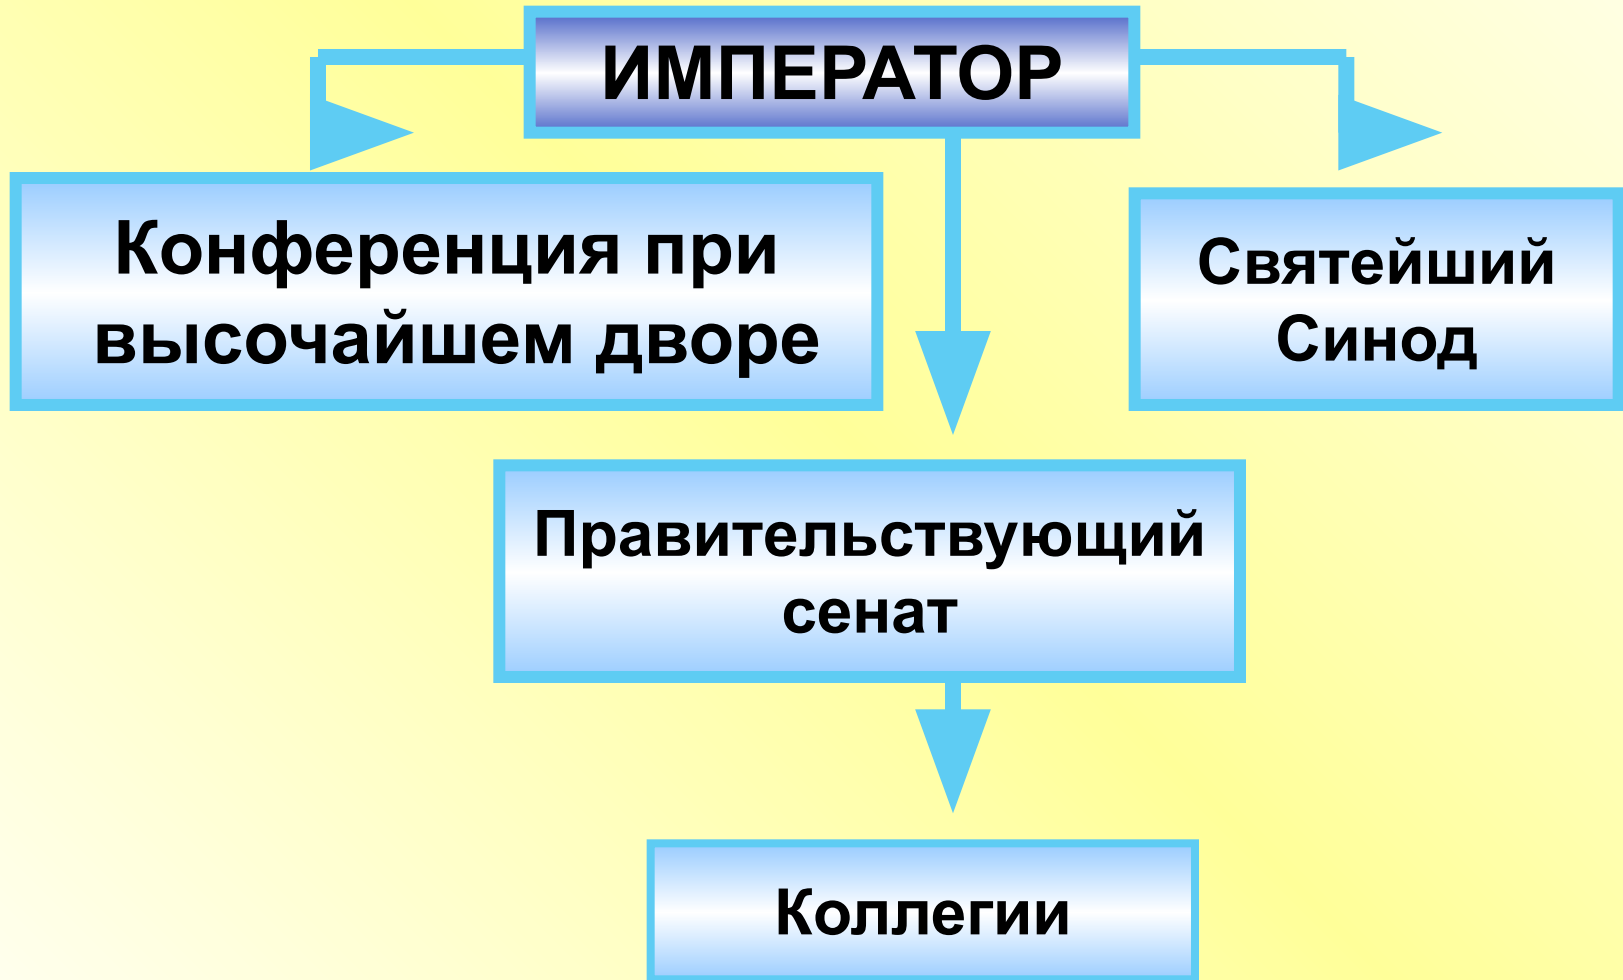 ИМПЕРАТОР
Конференция при
высочайшем дворе
Святейший
Синод
Правительствующий
сенат
Коллегии